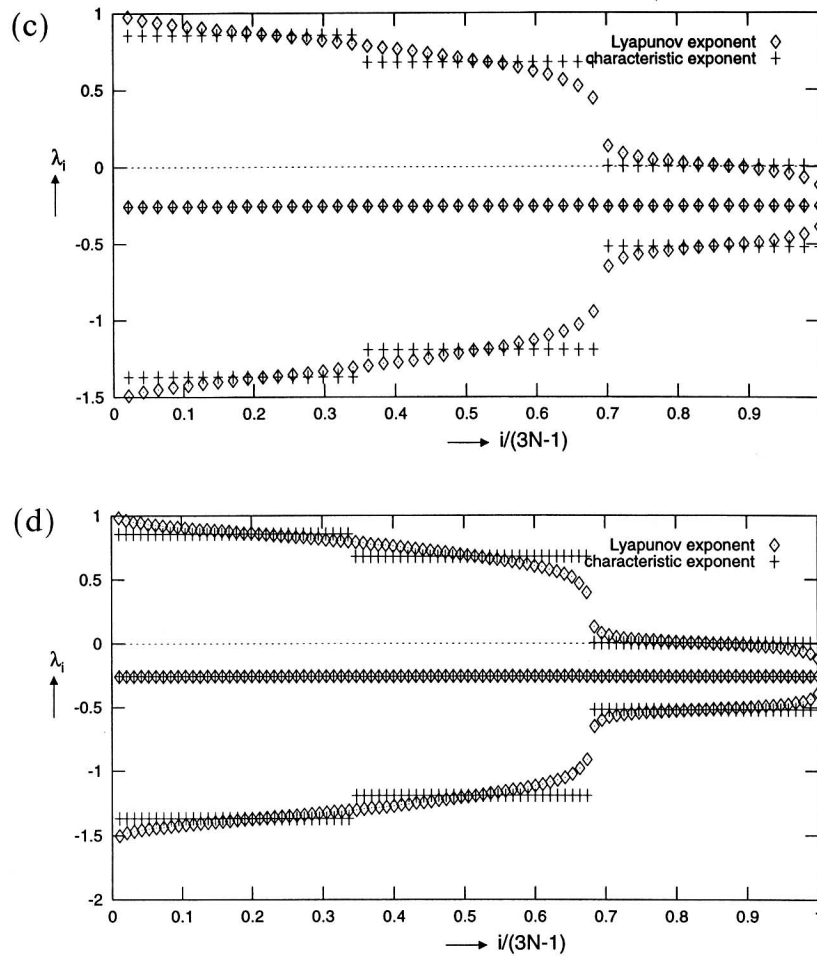 (c)
1
0.5
0
-0.5
-1
-1.5
λi
Lyapunov exponent ◇
characteristic exponent +
0 0.1 0.2 0.3 0.4 0.5 0.6 0.7 0.8 0.9
→ i/(3N-1)
(d)
1
0.5
0
-0.5
-1
-1.5
-2
λi
Lyapunov exponent ◇
characteristic exponent +
0 0.1 0.2 0.3 0.4 0.5 0.6 0.7 0.8 0.9 1
→ i/(3N-1)